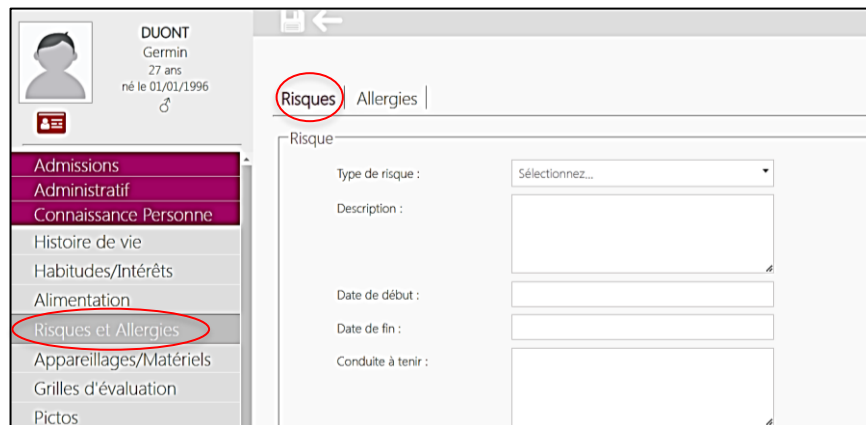 DUONT
Germin
27 ans
né le 01/01/1996
Admissions
Administratif
Connaissance Personne
Histoire de vie
Habitudes/Intérêts
Alimentation
Risques et Allergies
Appareillages/Matériels
Grilles d'évaluation
Pictos
Risques
Allergies
Risque
Type de risque :
Sélectionnez...
Description :
Date de début :
Date de fin :
Conduite à tenir :